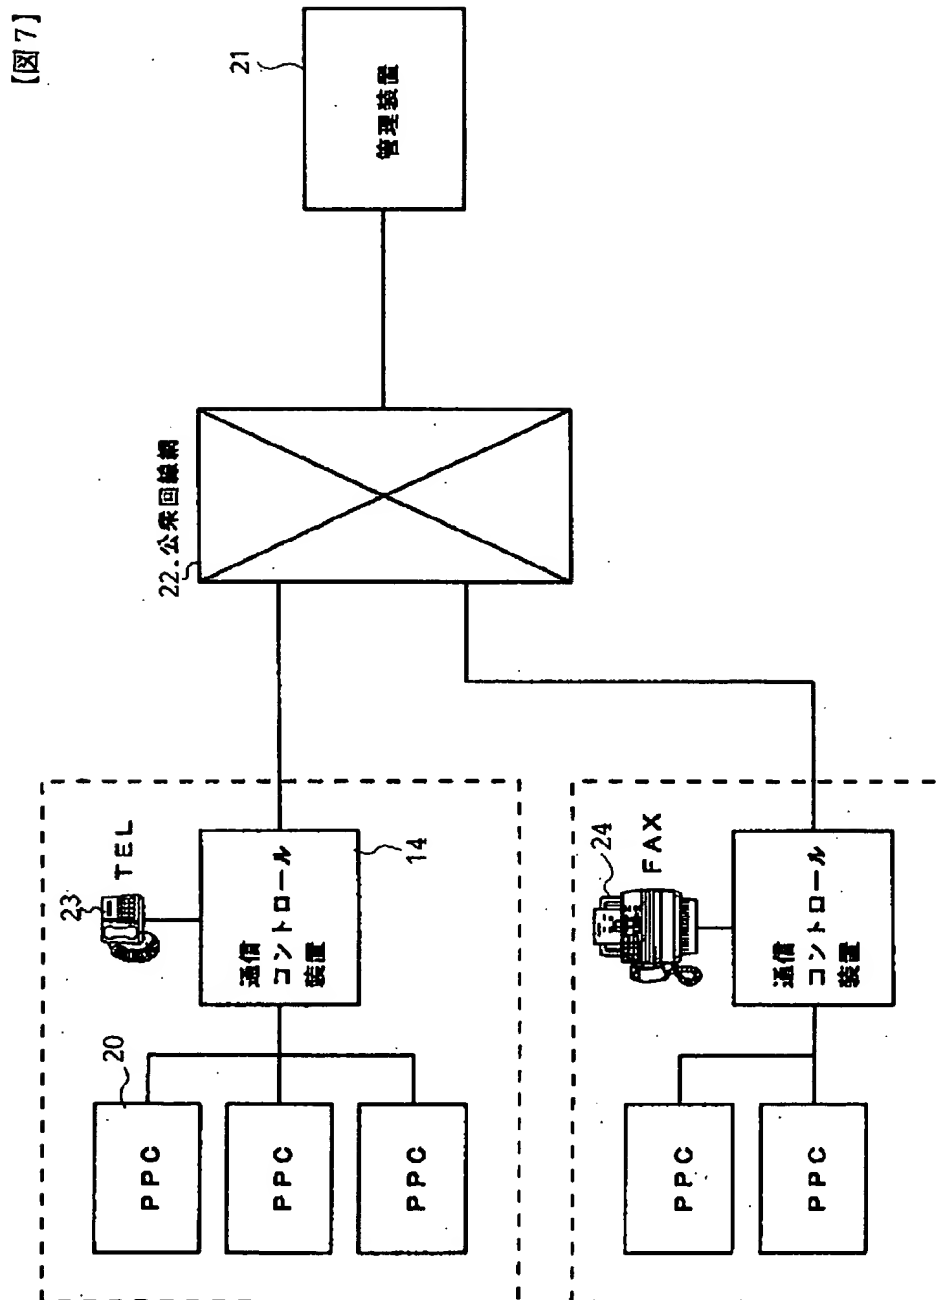 【図7】
PPC
20
PPC
PPC
23
TEL
通信
コントロール
装置
14
PPC
PPC
24
FAX
通信
コントロール
装置
22.公衆回線網
管理装置
21